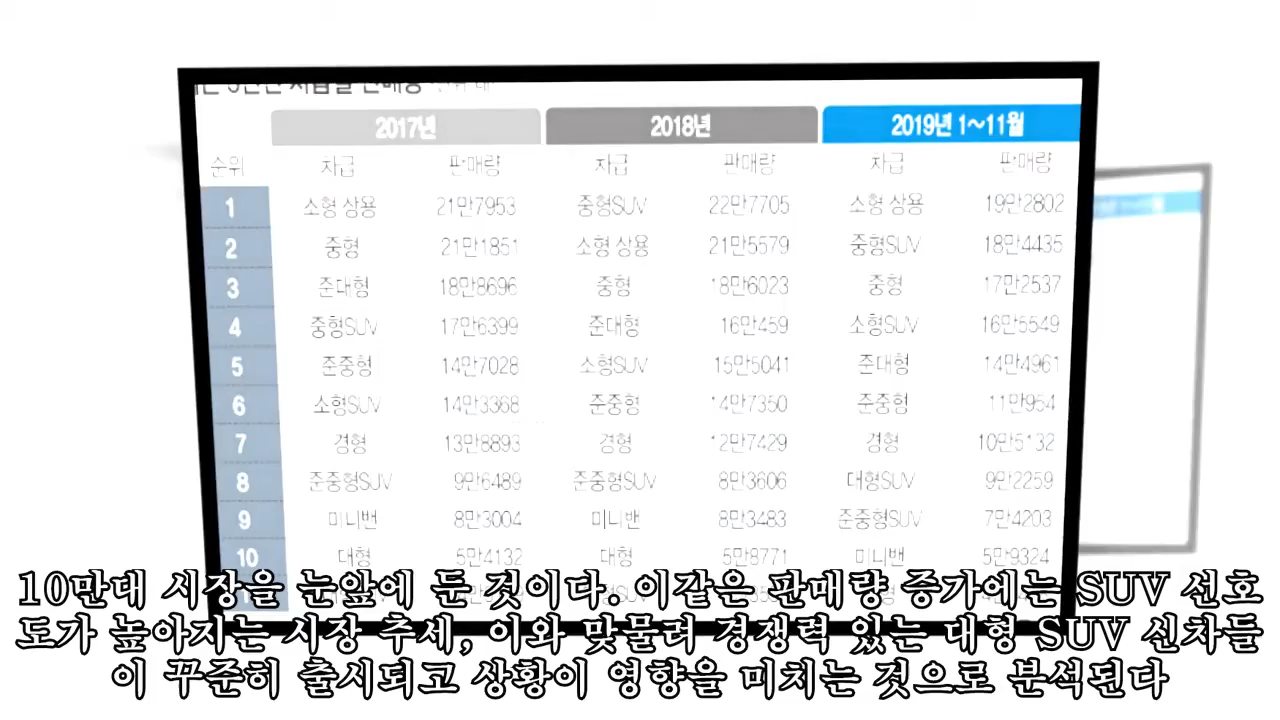 2017년 2018년 2019년 1~11월
순위 차급 판매량 차급 판매량 차급 판매량
1 소형 상용 21만7953 중형SUV 22만7705 소형 상용 19만2802
2 중형 21만1851 소형 상용 21만5579 중형SUV 18만4435
3 준대형 18만8696 중형 18만6023 중형 17만2537
4 중형SUV 17만6399 준대형 16만459 소형SUV 16만5549
5 준중형 14만7028 소형SUV 15만5041 준대형 14만4961
6 소형SUV 14만3368 준중형 14만7350 준중형 11만954
7 경형 13만8893 경형 12만7429 경형 10만5132
8 준중형SUV 9만6489 준중형SUV 8만3606 대형SUV 9만2259
9 미니밴 8만3004 미니밴 8만3483 준중형SUV 7만4203
10 대형 5만4132 대형 5만8771 미니밴 5만9324
10만대 시장을 눈앞에 둔 것이다. 이같은 판매량 증가에는 SUV 선호
도가 높아지는 시장 추세, 이와 맞물려 경쟁력 있는 대형 SUV 신차들
이 꾸준히 출시되고 상황이 영향을 미치는 것으로 분석된다